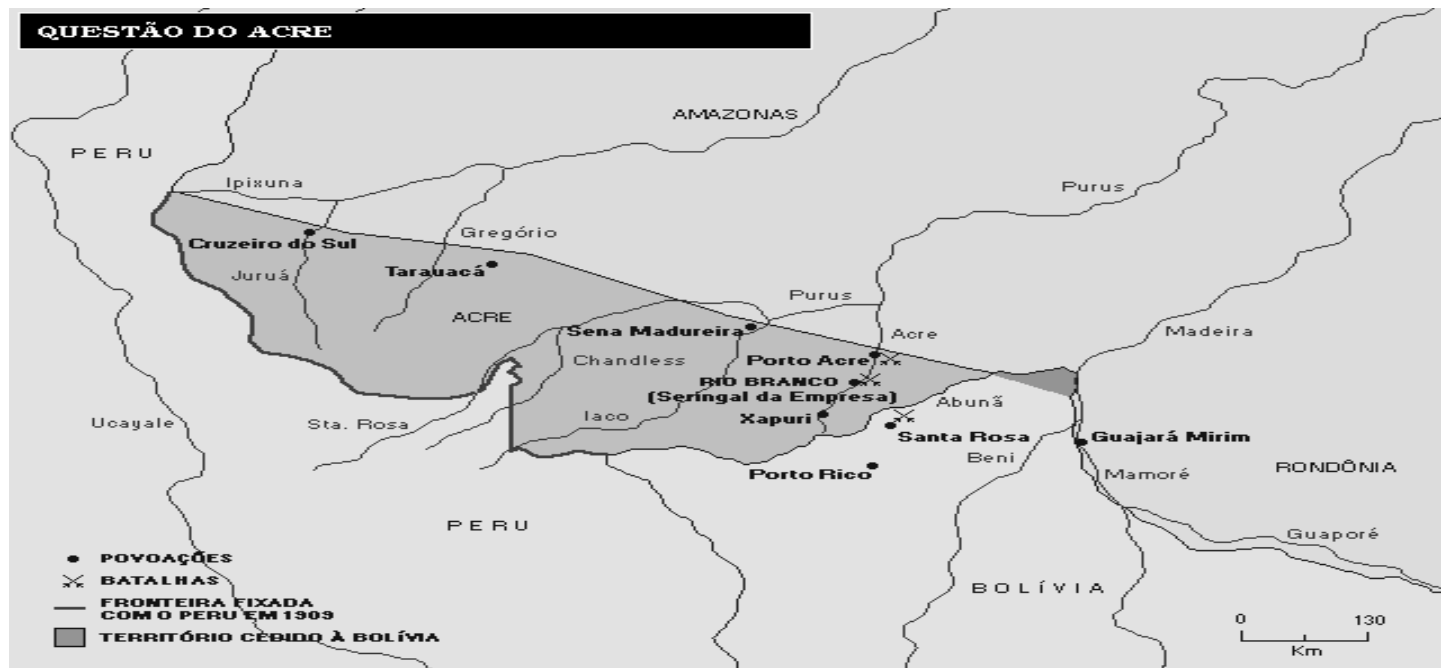 QUESTÃO DO ACRE
AMAZONAS
PERU
Ipixuna
Purus
Cruzeiro do Sul
Gregório
Juruá
Tarauacá
Purus
ACRE
Sena Madureira
Acre
Madeira
Chandless
Porto Acre
RIO BRANCO
(Seringal da Empresa)
Abunã
Ucayale
Sta. Rosa
Iaco
Xapuri
Santa Rosa
Guajará Mirim
Beni
Porto Rico
Mamoré
RONDÔNIA
PERU
Guaporé
BOLÍVIA
POVOAÇÕES
BATALHAS
FRONTEIRA FIXADA
COM O PERU EM 1909
TERRITÓRIO CEDIDO À BOLÍVIA
0 130
Km